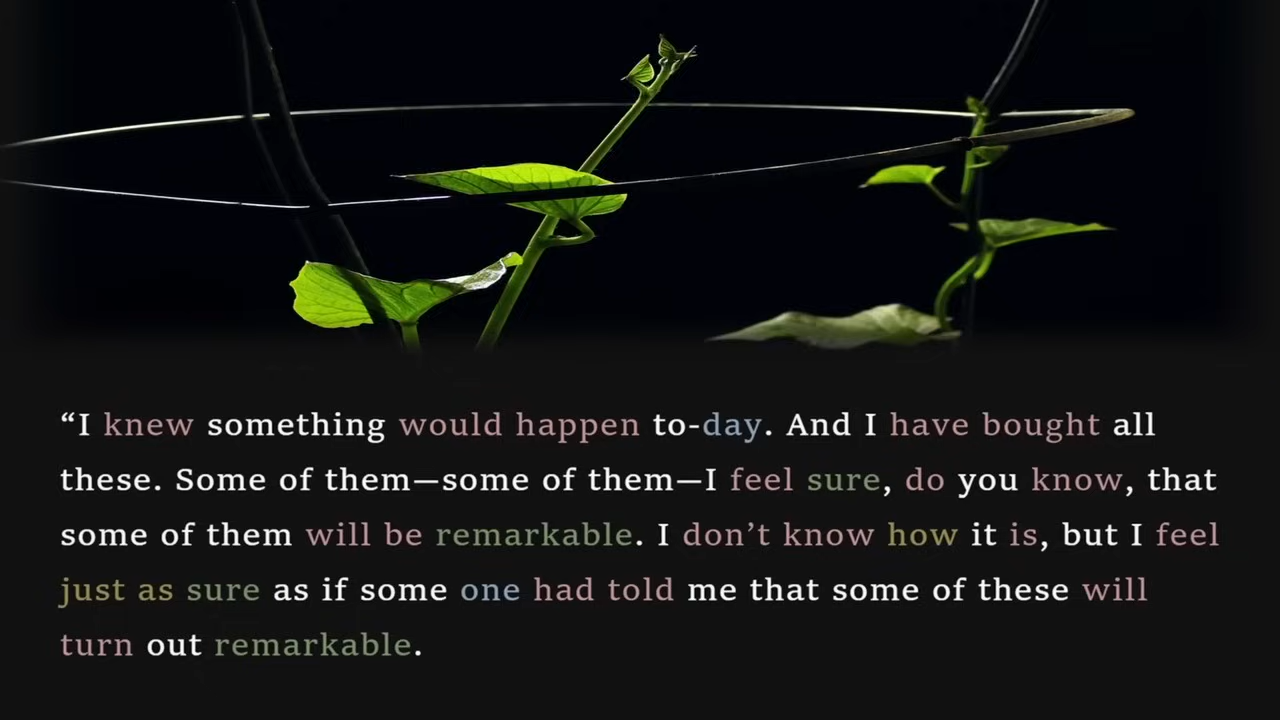 “I knew something would happen to-day. And I have bought all
these. Some of them—some of them—I feel sure, do you know, that
some of them will be remarkable. I don’t know how it is, but I feel
just as sure as if some one had told me that some of these will
turn out remarkable.